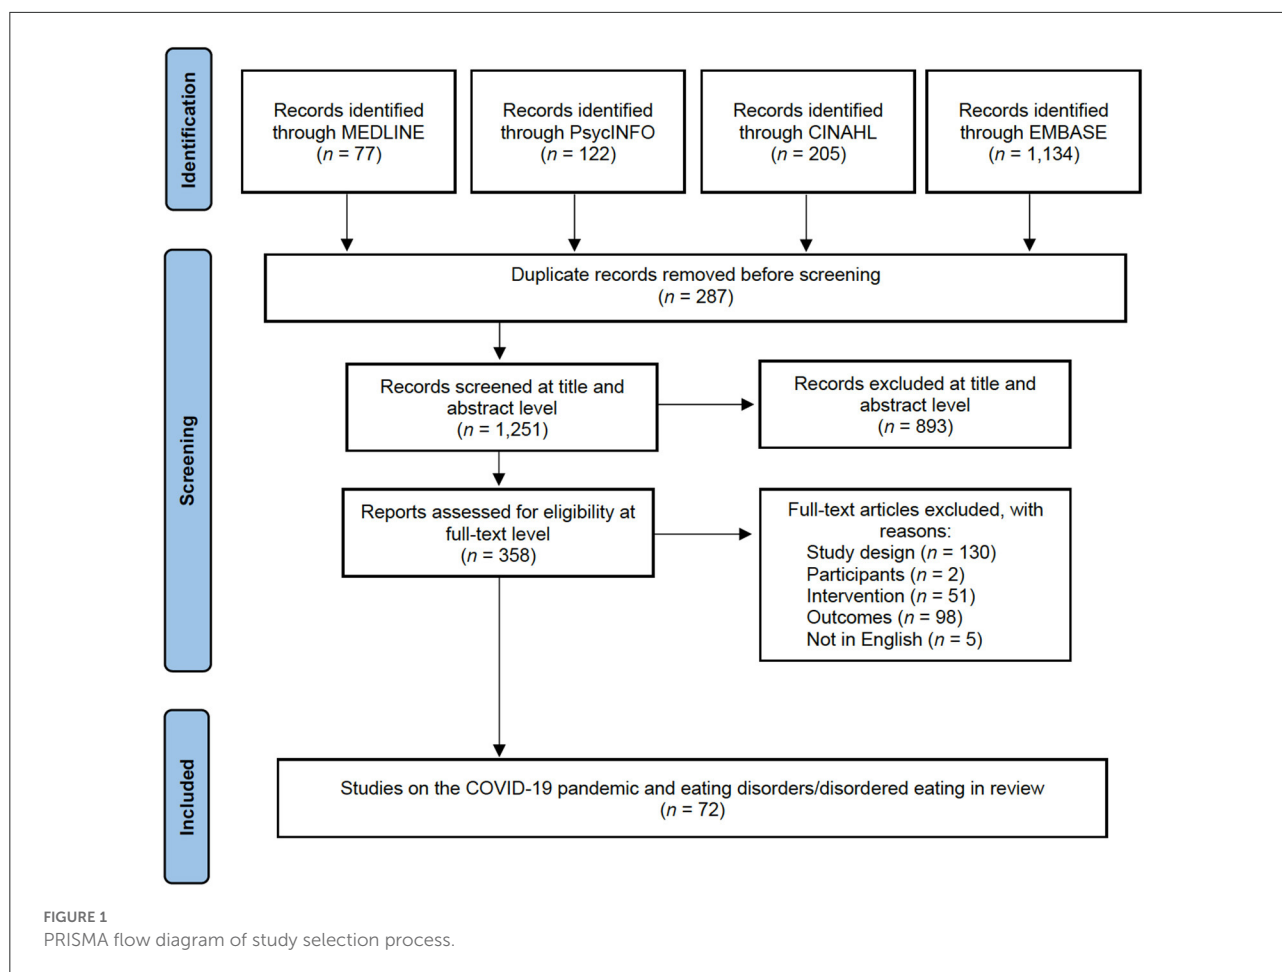 Identification
Records identified
through MEDLINE
(n = 77)
Records identified
through PsycINFO
(n = 122)
Records identified
through CINAHL
(n = 205)
Records identified
through EMBASE
(n = 1,134)
Screening
Duplicate records removed before screening
(n = 287)
Records screened at title and
abstract level
(n = 1,251)
Records excluded at title and
abstract level
(n = 893)
Reports assessed for eligibility at
full-text level
(n = 358)
Full-text articles excluded, with
reasons:
Study design (n = 130)
Participants (n = 2)
Intervention (n = 51)
Outcomes (n = 98)
Not in English (n = 5)
Included
Studies on the COVID-19 pandemic and eating disorders/disordered eating in review
(n = 72)
FIGURE 1
PRISMA flow diagram of study selection process.